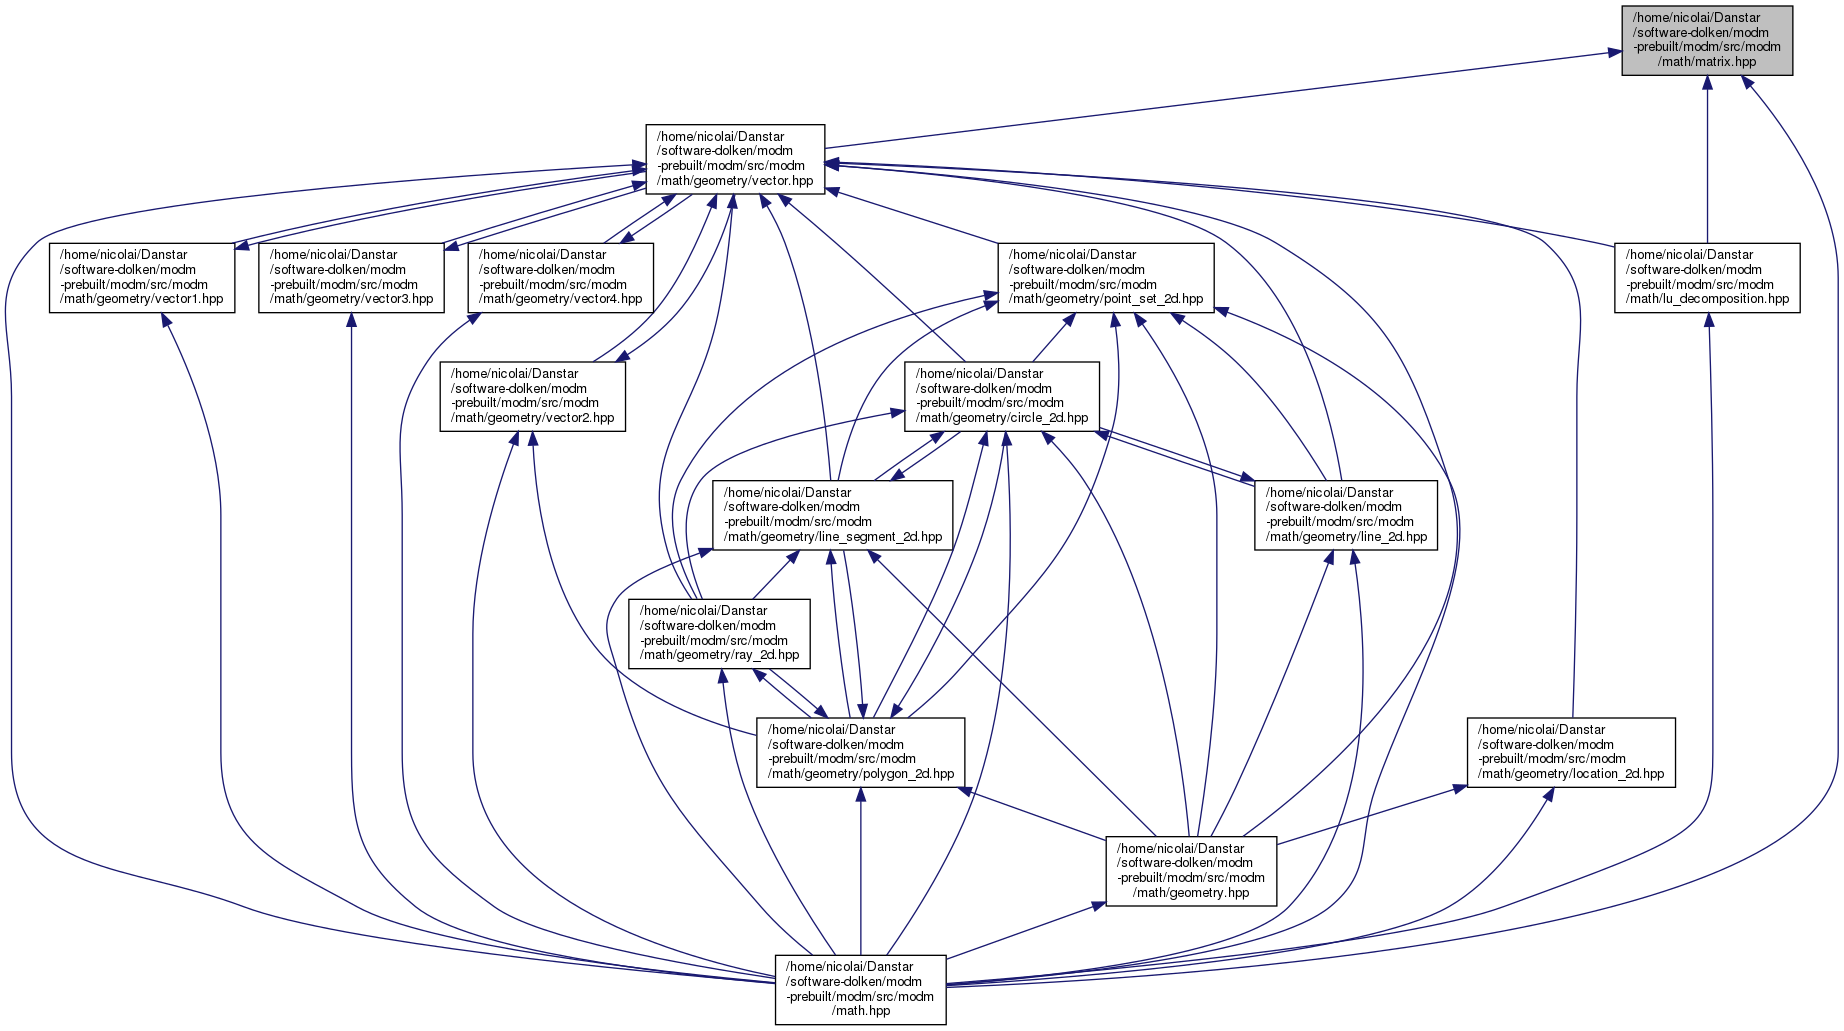 /home/nicolai/Danstar
/software-dolken/modm
-prebuilt/modm/src/modm
/math/matrix.hpp
/home/nicolai/Danstar
/software-dolken/modm
-prebuilt/modm/src/modm
/math/geometry/vector.hpp
/home/nicolai/Danstar
/software-dolken/modm
-prebuilt/modm/src/modm
/math/geometry/vector1.hpp
/home/nicolai/Danstar
/software-dolken/modm
-prebuilt/modm/src/modm
/math/geometry/vector3.hpp
/home/nicolai/Danstar
/software-dolken/modm
-prebuilt/modm/src/modm
/math/geometry/vector4.hpp
/home/nicolai/Danstar
/software-dolken/modm
-prebuilt/modm/src/modm
/math/geometry/point_set_2d.hpp
/home/nicolai/Danstar
/software-dolken/modm
-prebuilt/modm/src/modm
/math/lu_decomposition.hpp
/home/nicolai/Danstar
/software-dolken/modm
-prebuilt/modm/src/modm
/math/geometry/vector2.hpp
/home/nicolai/Danstar
/software-dolken/modm
-prebuilt/modm/src/modm
/math/geometry/circle_2d.hpp
/home/nicolai/Danstar
/software-dolken/modm
-prebuilt/modm/src/modm
/math/geometry/line_segment_2d.hpp
/home/nicolai/Danstar
/software-dolken/modm
-prebuilt/modm/src/modm
/math/geometry/line_2d.hpp
/home/nicolai/Danstar
/software-dolken/modm
-prebuilt/modm/src/modm
/math/geometry/ray_2d.hpp
/home/nicolai/Danstar
/software-dolken/modm
-prebuilt/modm/src/modm
/math/geometry/polygon_2d.hpp
/home/nicolai/Danstar
/software-dolken/modm
-prebuilt/modm/src/modm
/math/geometry/location_2d.hpp
/home/nicolai/Danstar
/software-dolken/modm
-prebuilt/modm/src/modm
/math/geometry.hpp
/home/nicolai/Danstar
/software-dolken/modm
-prebuilt/modm/src/modm
/math.hpp